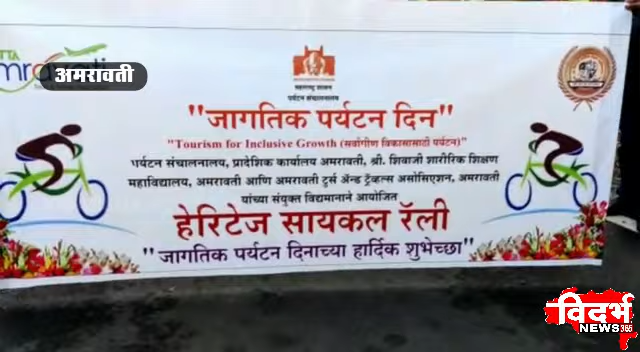 अमरावती
महाराष्ट्र शासन
पर्यटन संचालनालय
"जागतिक पर्यटन दिन"
"Tourism for Inclusive Growth (सर्वांगीण विकासासाठी पर्यटन)"
पर्यटन संचालनालय, प्रादेशिक कार्यालय अमरावती, श्री. शिवाजी शारीरिक शिक्षण
महाविद्यालय, अमरावती आणि अमरावती टुर्स ॲन्ड ट्रॅव्हल्स असोसिएशन, अमरावती
यांच्या संयुक्त विद्यमानाने आयोजित
हेरिटेज सायकल रॅली
"जागतिक पर्यटन दिनाच्या हार्दिक शुभेच्छा"
विदर्भ
NEWS 365